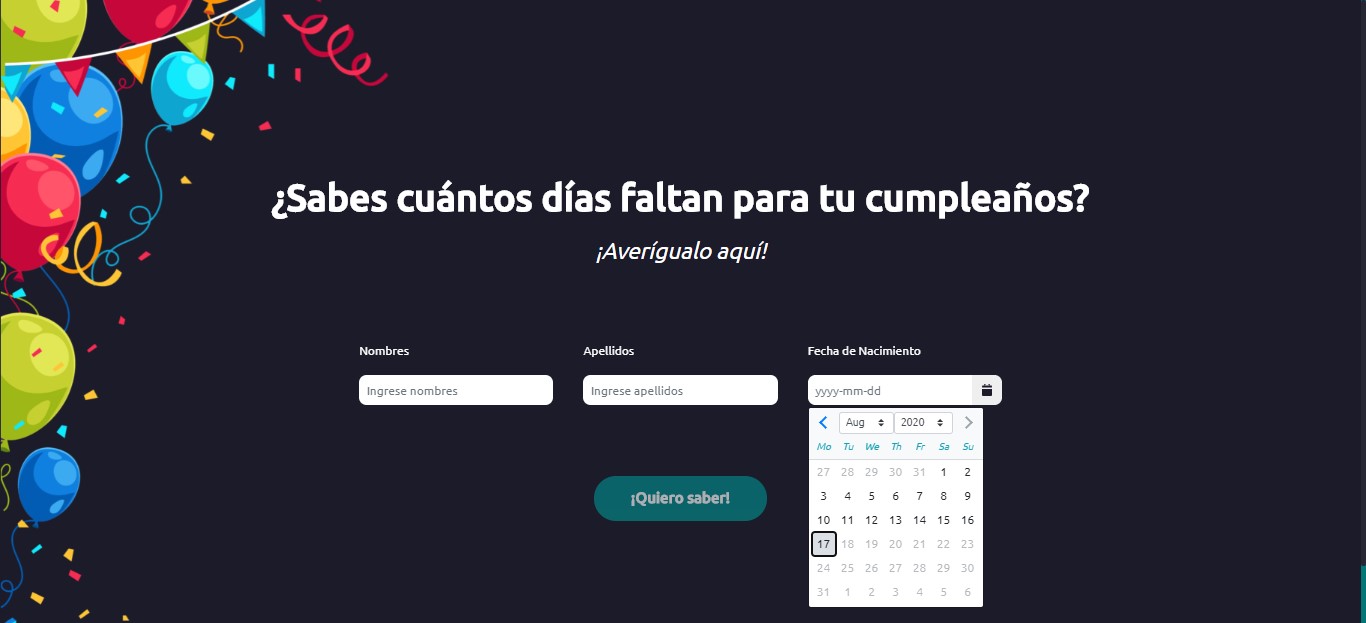 ¿Sabes cuántos días faltan para tu cumpleaños?
¡Averígualo aquí!
Nombres Apellidos Fecha de Nacimiento
Ingrese nombres Ingrese apellidos yyyy-mm-dd
Aug 2020
Mo Tu We Th Fr Sa Su
27 28 29 30 31 1 2
3 4 5 6 7 8 9
10 11 12 13 14 15 16
17 18 19 20 21 22 23
24 25 26 27 28 29 30
31 1 2 3 4 5 6
¡Quiero saber!